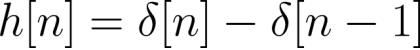 h[n] = δ[n] − δ[n − 1]